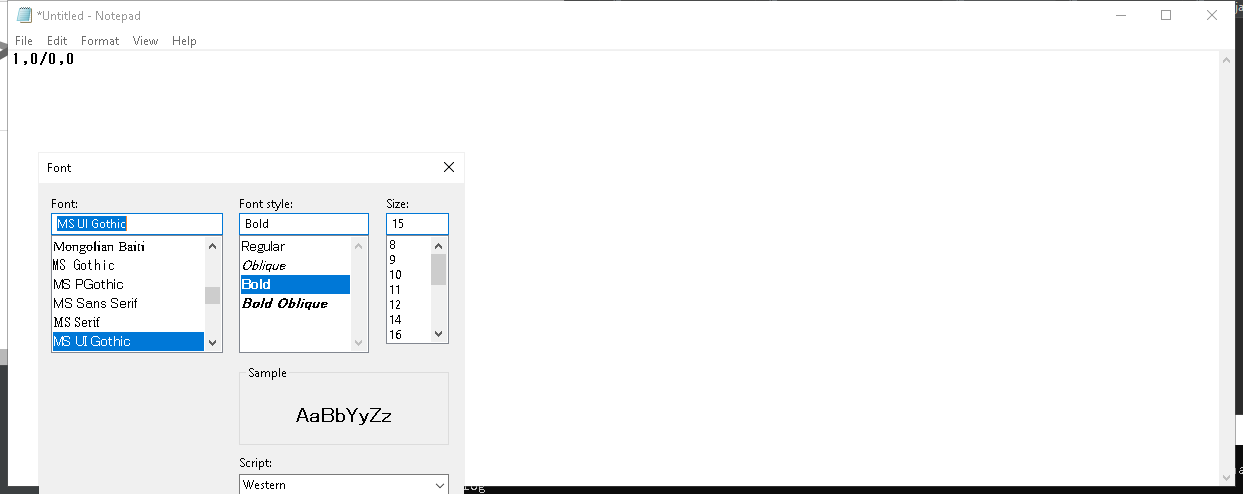 *Untitled - Notepad
File Edit Format View Help
1,0/0,0
Font
Font: Font style: Size:
MS UI Gothic Bold 15
Mongolian Baiti
MS Gothic
MS PGothic
MS Sans Serif
MS Serif
MS UI Gothic
Regular
Oblique
Bold
Bold Oblique
8
9
10
11
12
14
16
Sample
AaBbYyZz
Script:
Western